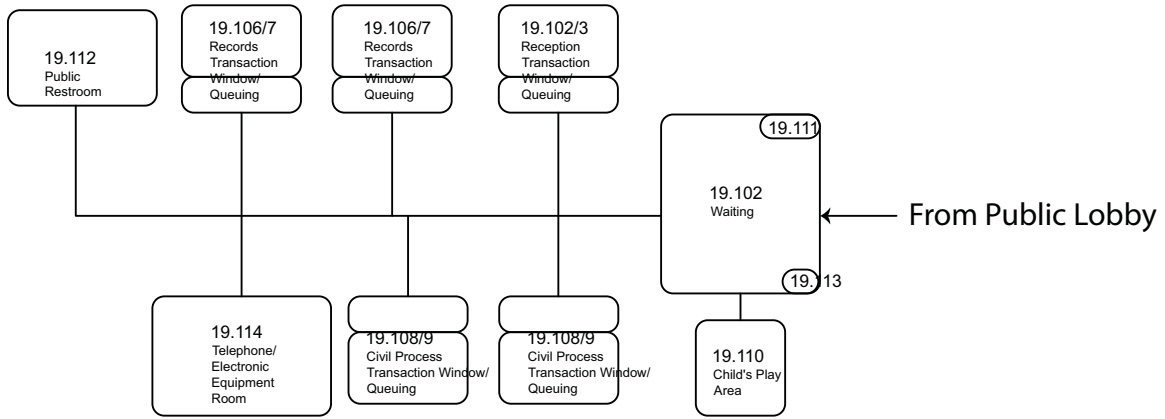 19.112
Public
Restroom
19.106/7
Records
Transaction
Window/
Queuing
19.106/7
Records
Transaction
Window/
Queuing
19.102/3
Reception
Transaction
Window/
Queuing
19.111
19.102
Waiting
From Public Lobby
19.113
19.114
Telephone/
Electronic
Equipment
Room
19.108/9
Civil Process
Transaction Window/
Queuing
19.108/9
Civil Process
Transaction Window/
Queuing
19.110
Child's Play
Area